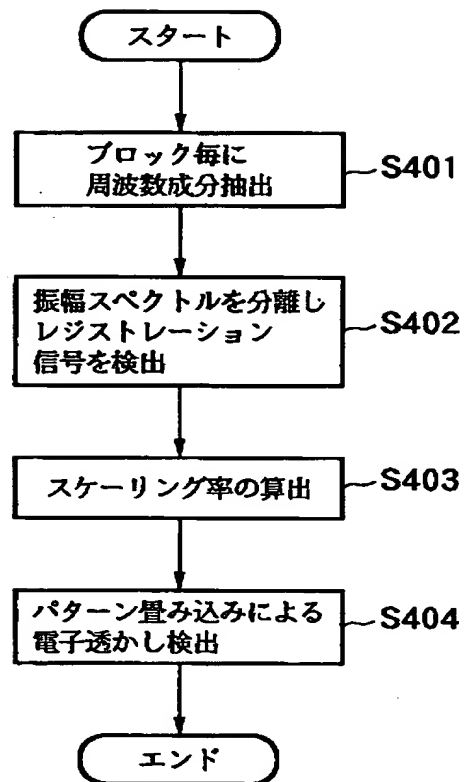 スタート
ブロック毎に
周波数成分抽出
S401
振幅スペクトルを分離し
レジストレーション
信号を検出
S402
スケーリング率の算出
S403
パターン畳み込みによる
電子透かし検出
S404
エンド